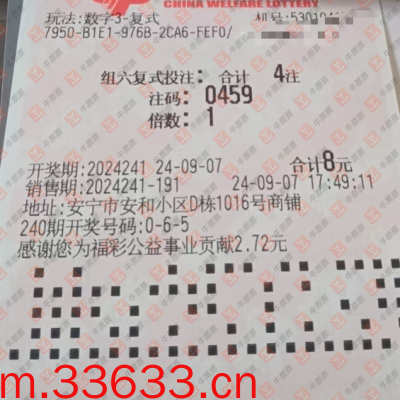 CHINA WELFARE LOTTERY
玩法:数字3-复式
7950-B1E1-976B-2CA6-FEF0/
组六复式投注: 合计 4注
注码: 0459
倍数: 1
开奖期:2024241 24-09-07 合计8元
销售期:2024241-191 24-09-07 17:49:11
地址:安宁市安和小区D栋1016号商铺
240期开奖号码:0-6-5
感谢您为福彩公益事业贡献2.72元
m.33633.cn